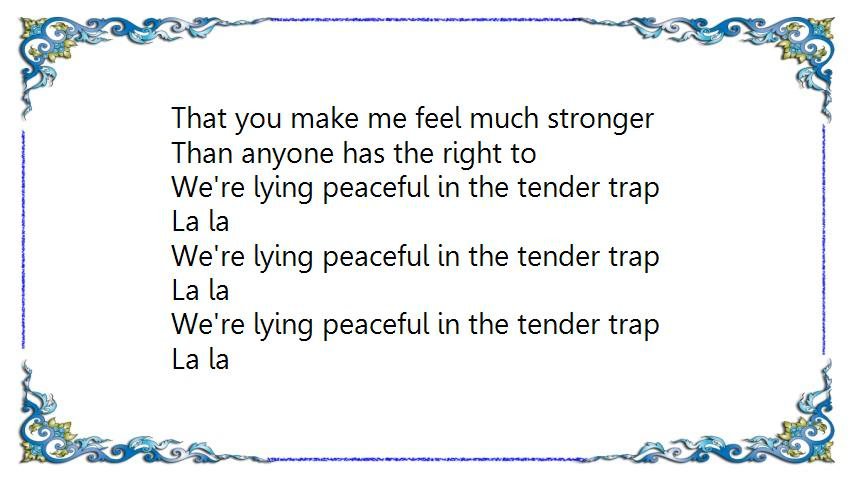 That you make me feel much stronger
Than anyone has the right to
We're lying peaceful in the tender trap
La la
We're lying peaceful in the tender trap
La la
We're lying peaceful in the tender trap
La la